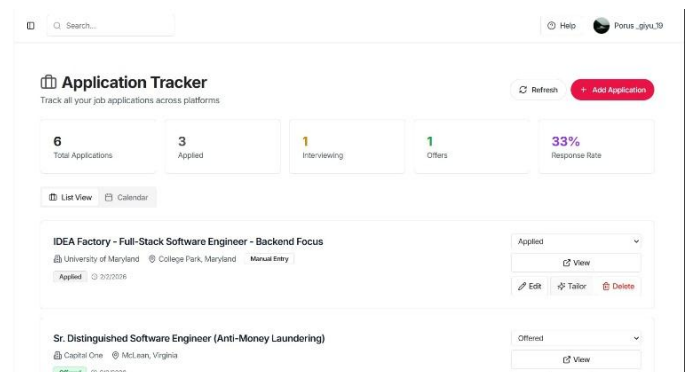 Search...
Help
Porus _giyu_19
Application Tracker
Track all your job applications across platforms
Refresh
+ Add Application
6
Total Applications
3
Applied
1
Interviewing
1
Offers
33%
Response Rate
List View
Calendar
IDEA Factory - Full-Stack Software Engineer - Backend Focus
University of Maryland
College Park, Maryland
Manual Entry
Applied
2/2/2026
Applied
View
Edit
Tailor
Delete
Sr. Distinguished Software Engineer (Anti-Money Laundering)
Capital One
McLean, Virginia
Offered
View